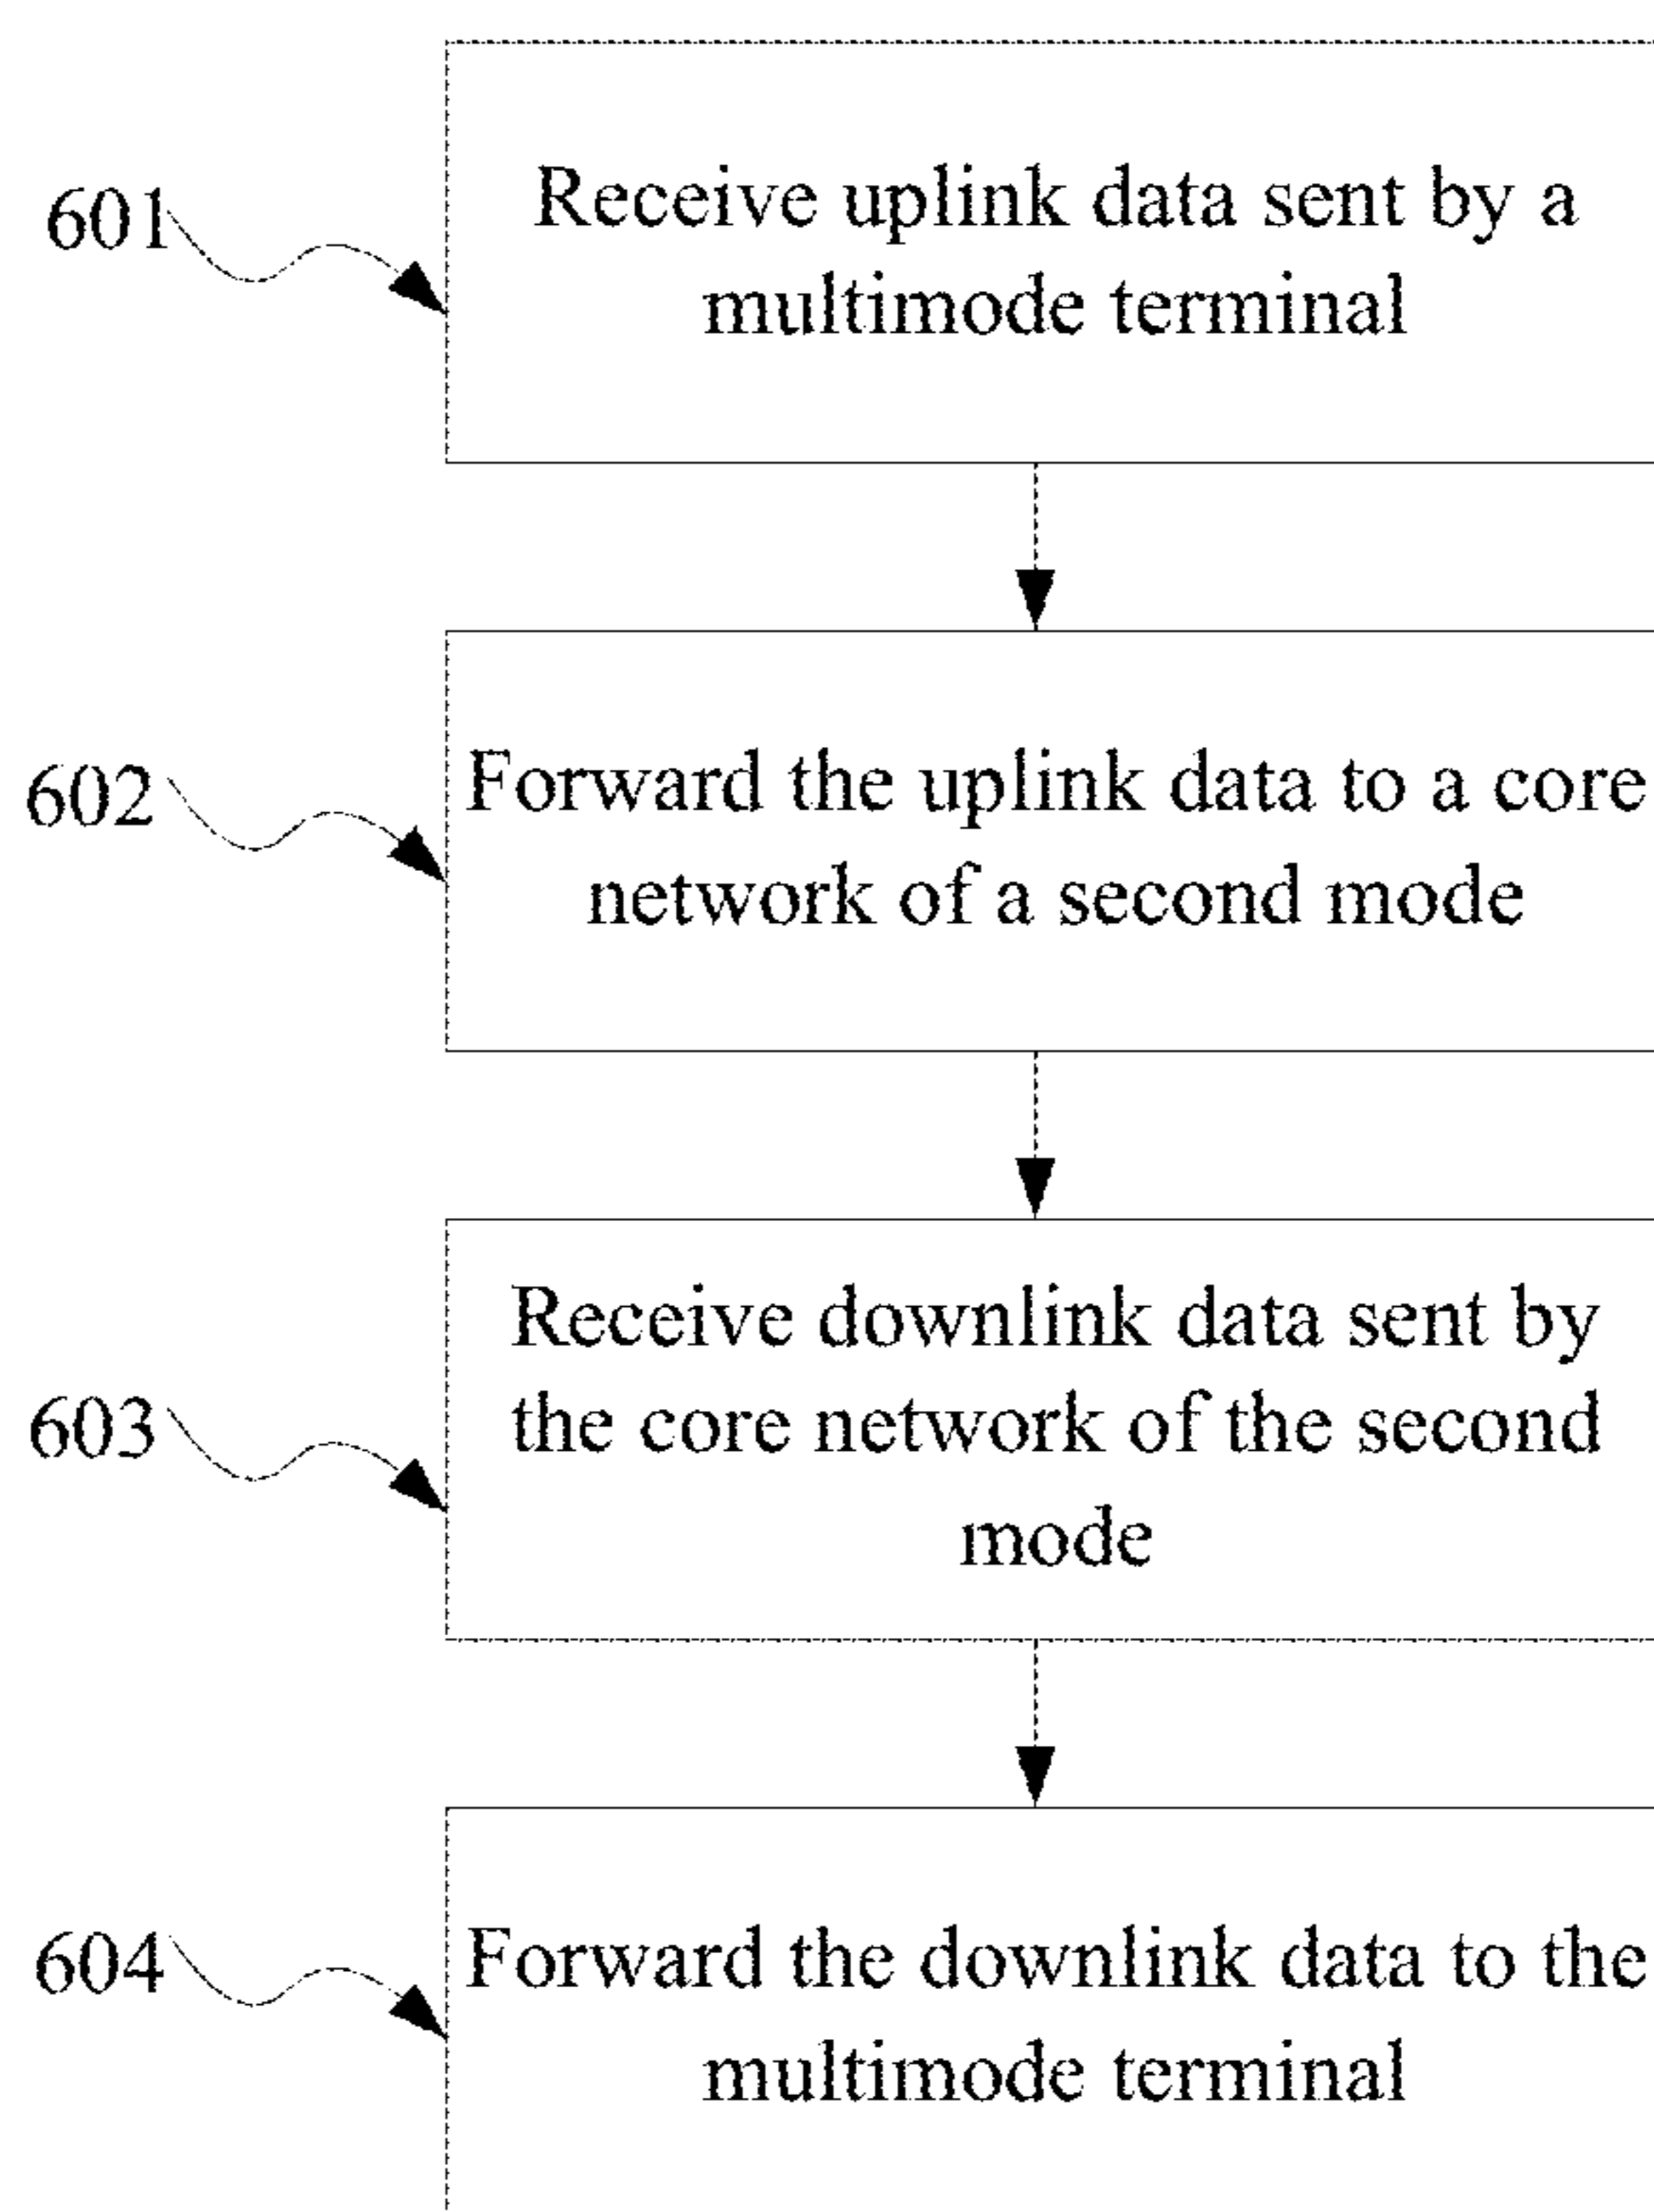 601
Receive uplink data sent by a
multimode terminal
602
Forward the uplink data to a core
network of a second mode
603
Receive downlink data sent by
the core network of the second
mode
604
Forward the downlink data to the
multimode terminal